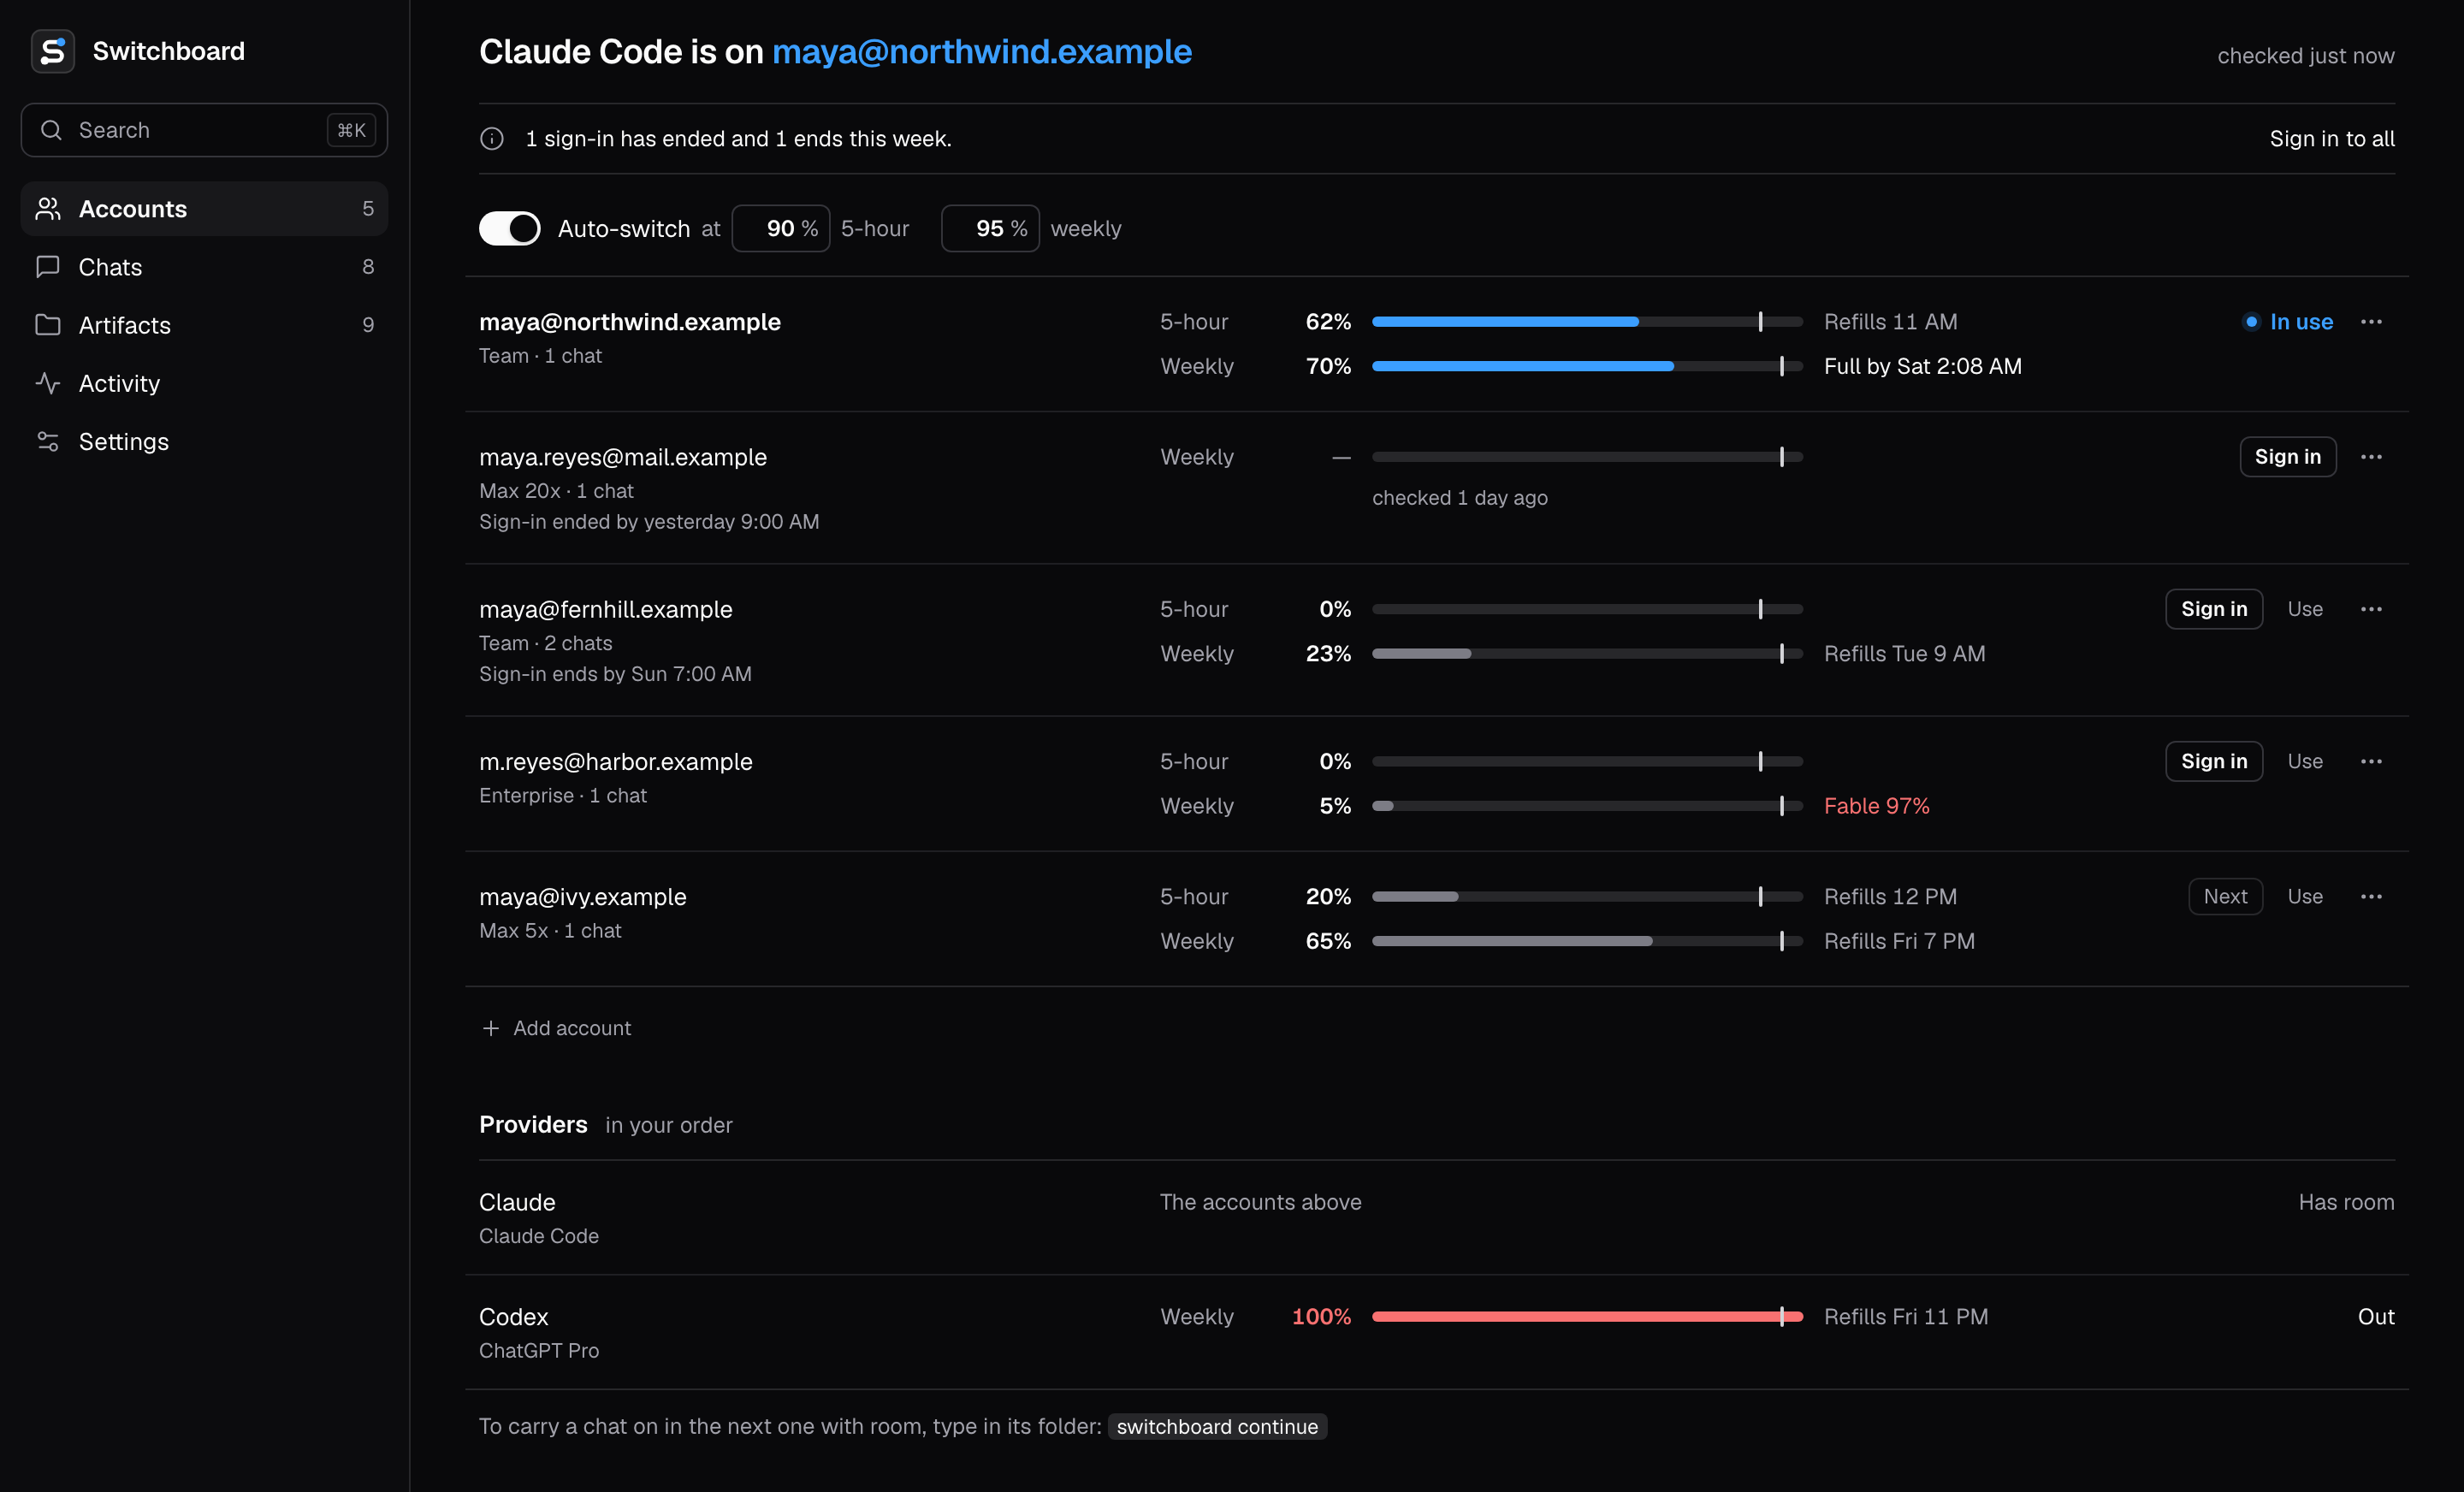 Switchboard
Search ⌘K
Accounts 5
Chats 8
Artifacts 9
Activity
Settings
Claude Code is on maya@northwind.example
checked just now
1 sign-in has ended and 1 ends this week.
Sign in to all
Auto-switch at 90 % 5-hour 95 % weekly
maya@northwind.example
Team · 1 chat
5-hour 62% Refills 11 AM
Weekly 70% Full by Sat 2:08 AM
In use
maya.reyes@mail.example
Max 20x · 1 chat
Sign-in ended by yesterday 9:00 AM
Weekly —
checked 1 day ago
Sign in
maya@fernhill.example
Team · 2 chats
Sign-in ends by Sun 7:00 AM
5-hour 0%
Weekly 23% Refills Tue 9 AM
Sign in Use
m.reyes@harbor.example
Enterprise · 1 chat
5-hour 0%
Weekly 5% Fable 97%
Sign in Use
maya@ivy.example
Max 5x · 1 chat
5-hour 20% Refills 12 PM
Weekly 65% Refills Fri 7 PM
Next Use
Add account
Providers in your order
Claude
Claude Code
The accounts above
Has room
Codex
ChatGPT Pro
Weekly 100% Refills Fri 11 PM
Out
To carry a chat on in the next one with room, type in its folder: switchboard continue